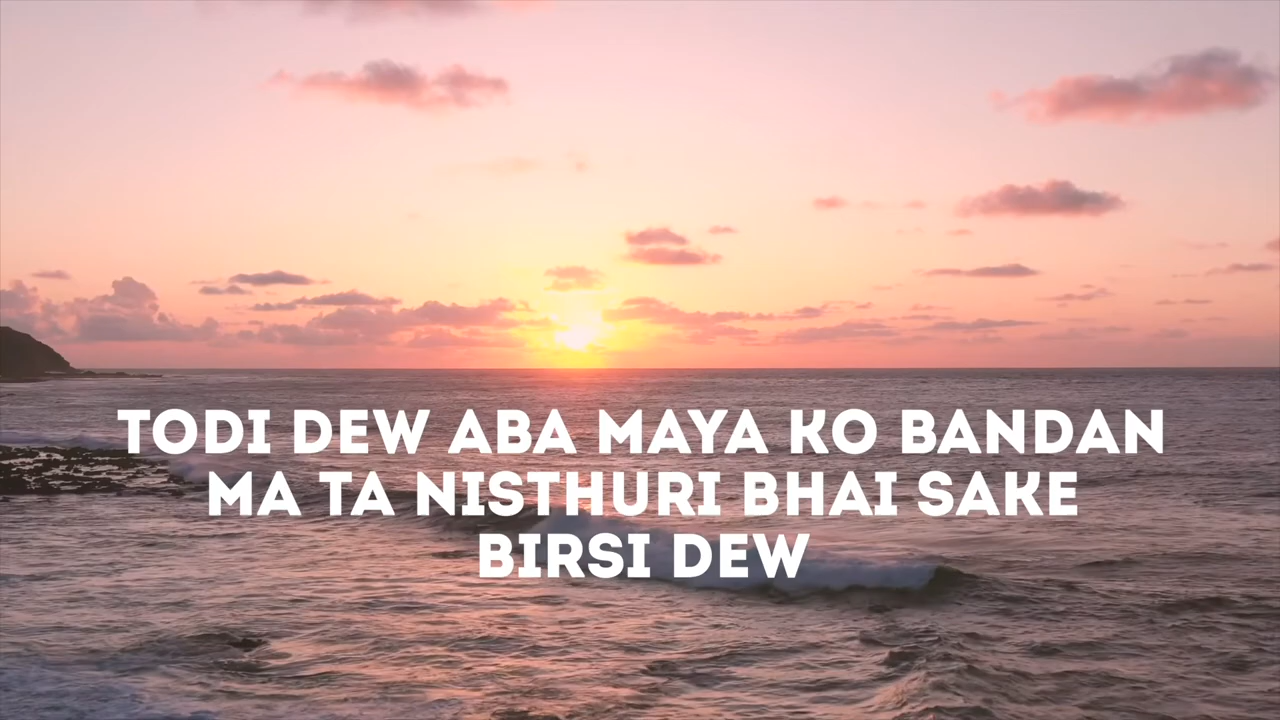 TODI DEW ABA MAYA KO BANDAN
MA TA NISTHURI BHAI SAKE
BIRSI DEW